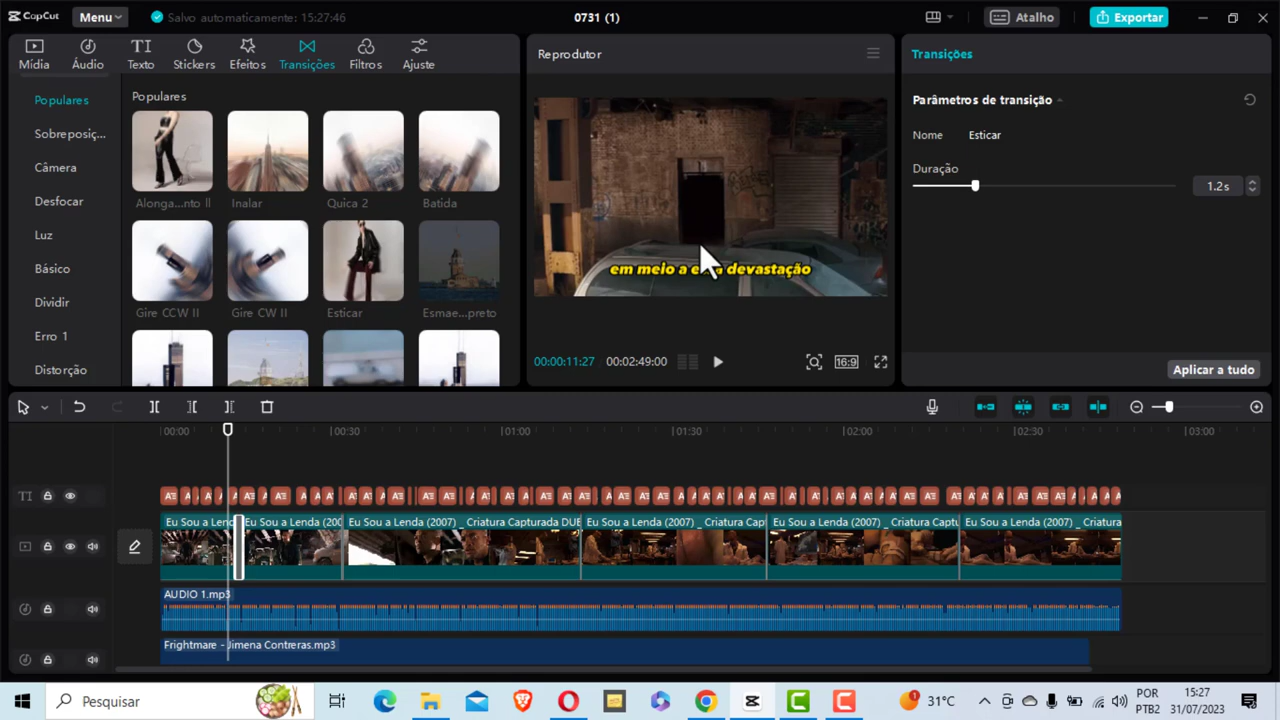 CapCut
Menu
Salvo automaticamente: 15:27:46
0731 (1)
Atalho
Exportar
Mídia
Áudio
Texto
Stickers
Efeitos
Transições
Filtros
Ajuste
Populares
Sobreposiç...
Câmera
Desfocar
Luz
Básico
Dividir
Erro 1
Distorção
Populares
Alonga...nto II
Inalar
Quica 2
Batida
Gire CCW II
Gire CW II
Esticar
Esmae...preto
Reprodutor
em meio a devastação
00:00:11:27
00:02:49:00
16:9
Transições
Parâmetros de transição
Nome
Esticar
Duração
1.2s
Aplicar a tudo
00:00
00:30
01:00
01:30
02:00
02:30
03:00
Eu Sou a Lend
Eu Sou a Lenda (200
Eu Sou a Lenda (2007) _ Criatura Capturada DUE
Eu Sou a Lenda (2007) _ Criatura Capt
Eu Sou a Lenda (2007) _ Criatura Captu
Eu Sou a Lenda (2007) _ Criatura
AUDIO 1.mp3
Frightmare - Jimena Contreras.mp3
Pesquisar
31°C
POR
PTB2
15:27
31/07/2023